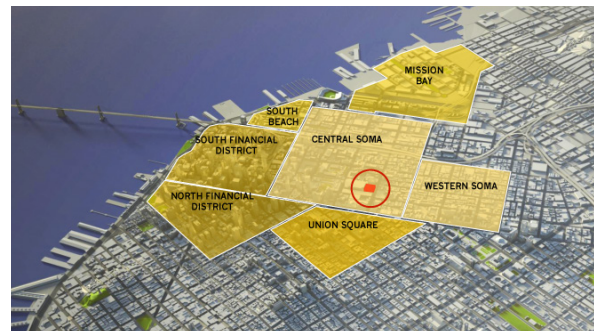 MISSION
BAY
SOUTH
BEACH
SOUTH FINANCIAL
DISTRICT
CENTRAL SOMA
WESTERN SOMA
NORTH FINANCIAL
DISTRICT
UNION SQUARE